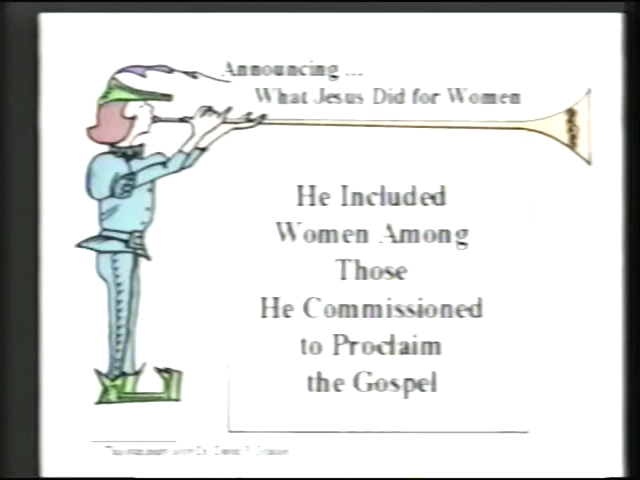 Announcing ...
What Jesus Did for Women
He Included
Women Among
Those
He Commissioned
to Proclaim
the Gospel